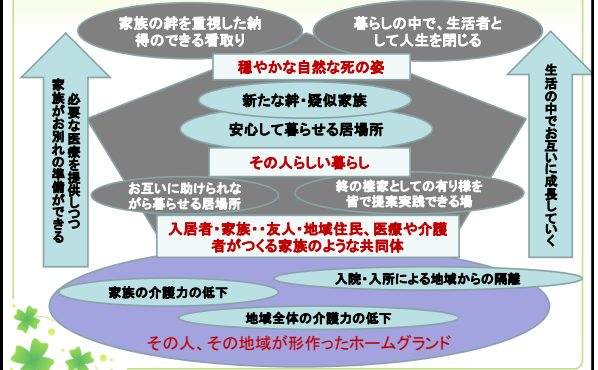 家族の絆を重視した納
得のできる看取り
暮らしの中で、生活者と
して人生を閉じる
穏やかな自然な死の姿
新たな絆・疑似家族
安心して暮らせる居場所
その人らしい暮らし
お互いに助けられな
がら暮らせる居場所
終の棲家としての有り様を
皆で提案実践できる場
入居者・家族・・友人・地域住民、医療や介護
者がつくる家族のような共同体
必要な医療を提供しつつ
家族がお別れの準備ができる
生活の中でお互いに成長していく
入院・入所による地域からの隔離
家族の介護力の低下
地域全体の介護力の低下
その人、その地域が形作ったホームグランド